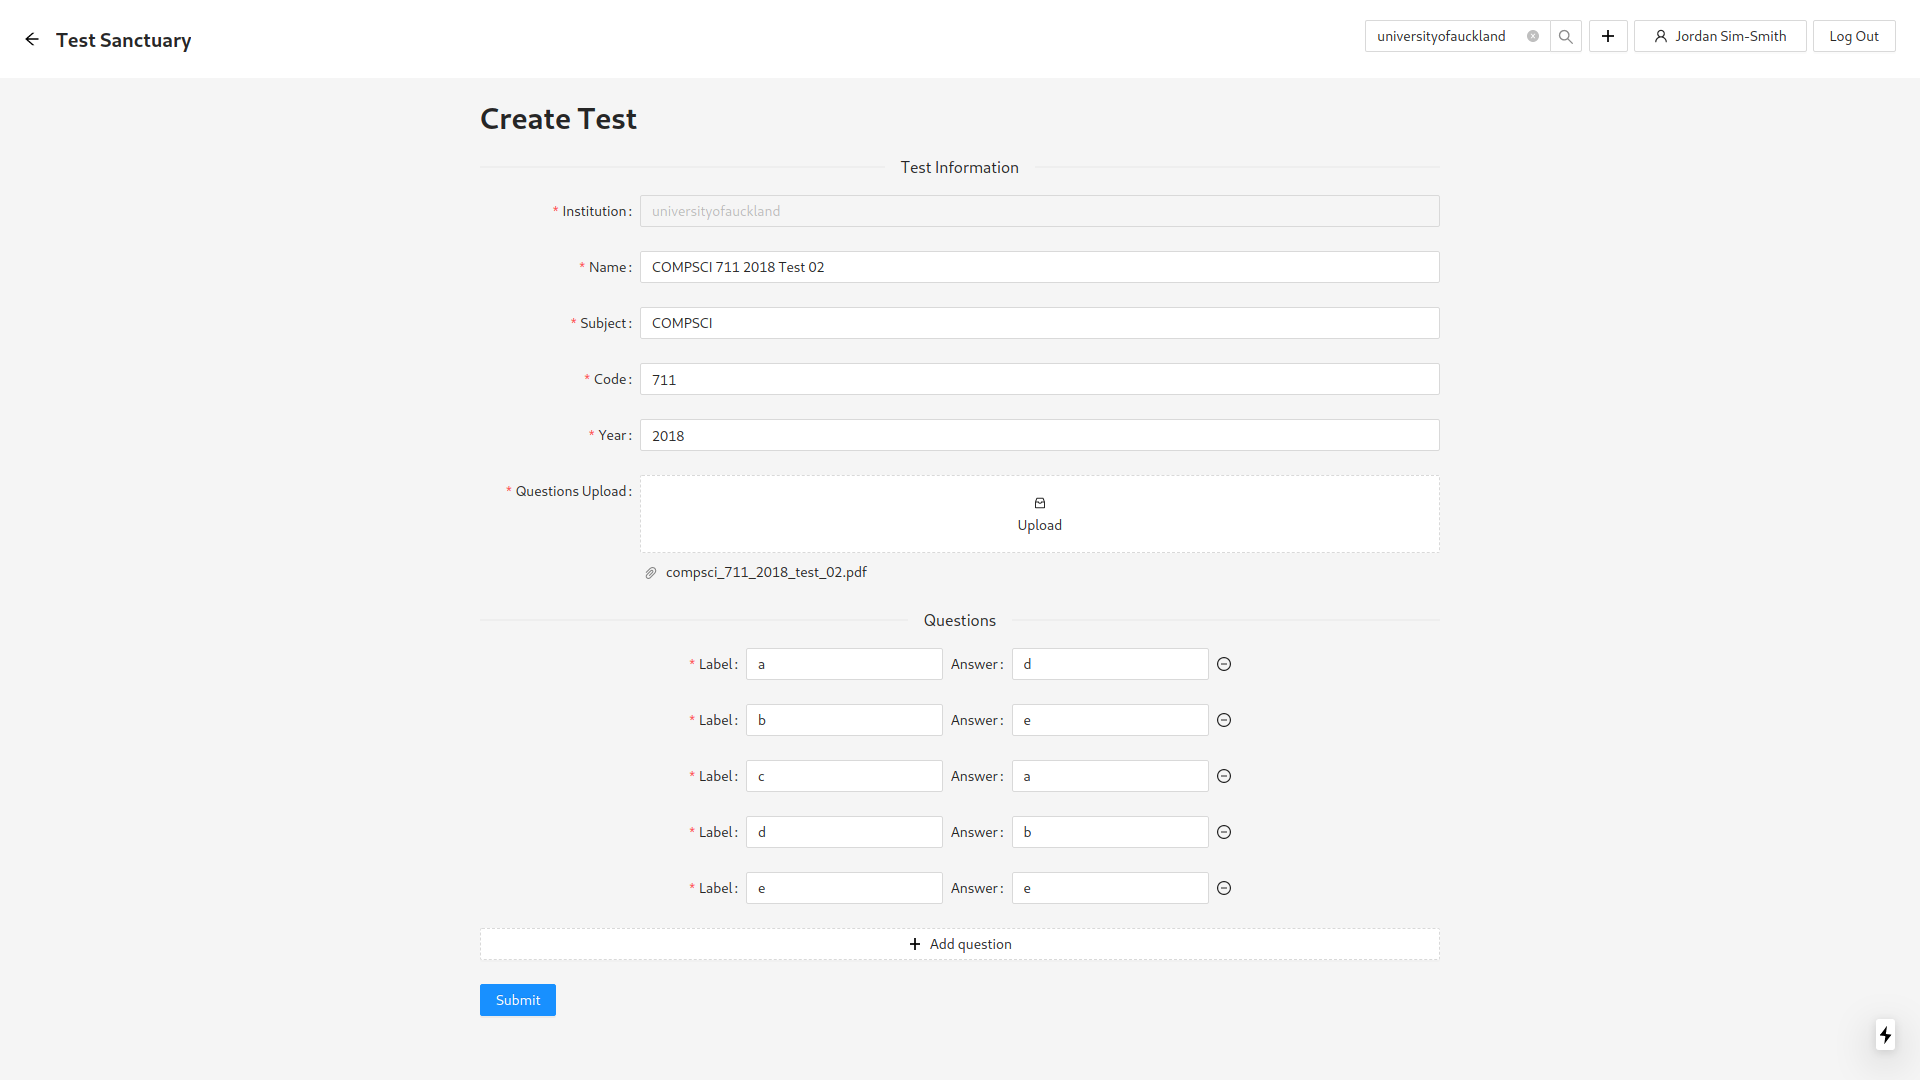 Test Sanctuary
universityofauckland
Jordan Sim-Smith
Log Out
Create Test
Test Information
* Institution: universityofauckland
* Name: COMPSCI 711 2018 Test 02
* Subject: COMPSCI
* Code: 711
* Year: 2018
* Questions Upload:
Upload
compsci_711_2018_test_02.pdf
Questions
* Label: a Answer: d
* Label: b Answer: e
* Label: c Answer: a
* Label: d Answer: b
* Label: e Answer: e
+ Add question
Submit